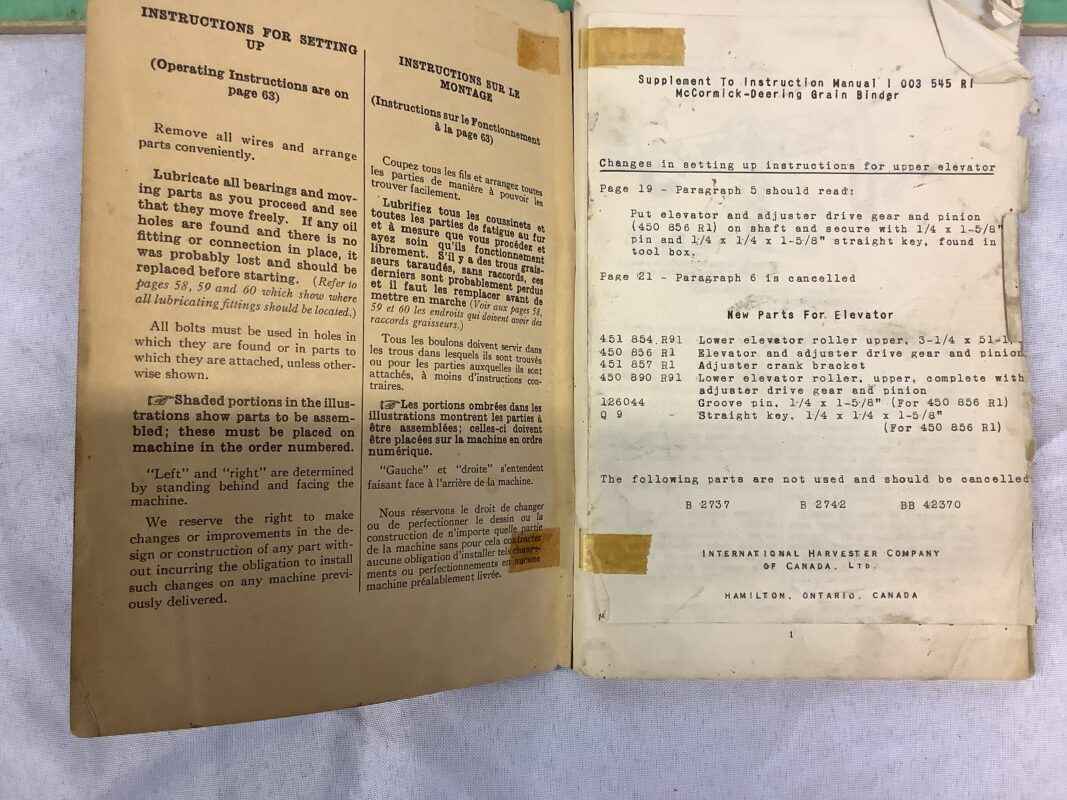 INSTRUCTIONS FOR SETTING
UP
(Operating Instructions are on
page 63)
Remove all wires and arrange
parts conveniently.
Lubricate all bearings and mov-
ing parts as you proceed and see
that they move freely. If any oil
holes are found and there is no
fitting or connection in place, it
was probably lost and should be
replaced before starting. (Refer to
pages 58, 59 and 60 which show where
all lubricating fittings should be located.)
All bolts must be used in holes in
which they are found or in parts to
which they are attached, unless other-
wise shown.
☞ Shaded portions in the illus-
trations show parts to be assem-
bled; these must be placed on
machine in the order numbered.
"Left" and "right" are determined
by standing behind and facing the
machine.
We reserve the right to make
changes or improvements in the de-
sign or construction of any part with-
out incurring the obligation to install
such changes on any machine previ-
ously delivered.
INSTRUCTIONS SUR LE
MONTAGE
(Instructions sur le Fonctionnement
à la page 63)
Coupez tous les fils et arrangez toutes
les parties de manière à pouvoir les
trouver facilement.
Lubrifiez tous les coussinets et
toutes les parties de fatigue au fur
et à mesure que vous procédez et
ayez soin qu'ils fonctionnement
librement. S'il y a des trous grais-
seurs taraudés, sans raccords, ces
derniers sont probablement perdus
et il faut les remplacer avant de
mettre en marche (Voir aux pages 58,
59 et 60 les endroits qui doivent avoir des
raccords graisseurs.)
Tous les boulons doivent servir dans
les trous dans lesquels ils sont trouvés
ou pour les parties auxquelles ils sont
attachés, à moins d'instructions con-
traires.
☞ Les portions ombrées dans les
illustrations montrent les parties à
être assemblées; celles-ci doivent
être placées sur la machine en ordre
numérique.
"Gauche" et "droite" s'entendent
faisant face à l'arrière de la machine.
Nous réservons le droit de changer
ou de perfectionner le dessin ou la
construction de n'importe quelle partie
de la machine sans pour cela contracter
aucune obligation d'installer tels change-
ments ou perfectionnements en aucune
machine préalablement livrée.
Supplement To Instruction Manual 1 003 545 R1
McCormick-Deering Grain Binder
Changes in setting up instructions for upper elevator
Page 19 - Paragraph 5 should read:
Put elevator and adjuster drive gear and pinion
(450 856 R1) on shaft and secure with 1/4 x 1-5/8"
pin and 1/4 x 1/4 x 1-5/8" straight key, found in
tool box.
Page 21 - Paragraph 6 is cancelled
New Parts For Elevator
451 854 R91 Lower elevator roller upper, 3-1/4 x 51-1
450 856 R1 Elevator and adjuster drive gear and pinion
451 857 R1 Adjuster crank bracket
450 890 R91 Lower elevator roller, upper, complete with
adjuster drive gear and pinion
126044 Groove pin, 1/4 x 1-5/8" (For 450 856 R1)
Q 9 - Straight key, 1/4 x 1/4 x 1-5/8"
(For 450 856 R1)
The following parts are not used and should be cancelled
B 2737 B 2742 BB 42370
INTERNATIONAL HARVESTER COMPANY
OF CANADA, LTD.
HAMILTON, ONTARIO, CANADA
1